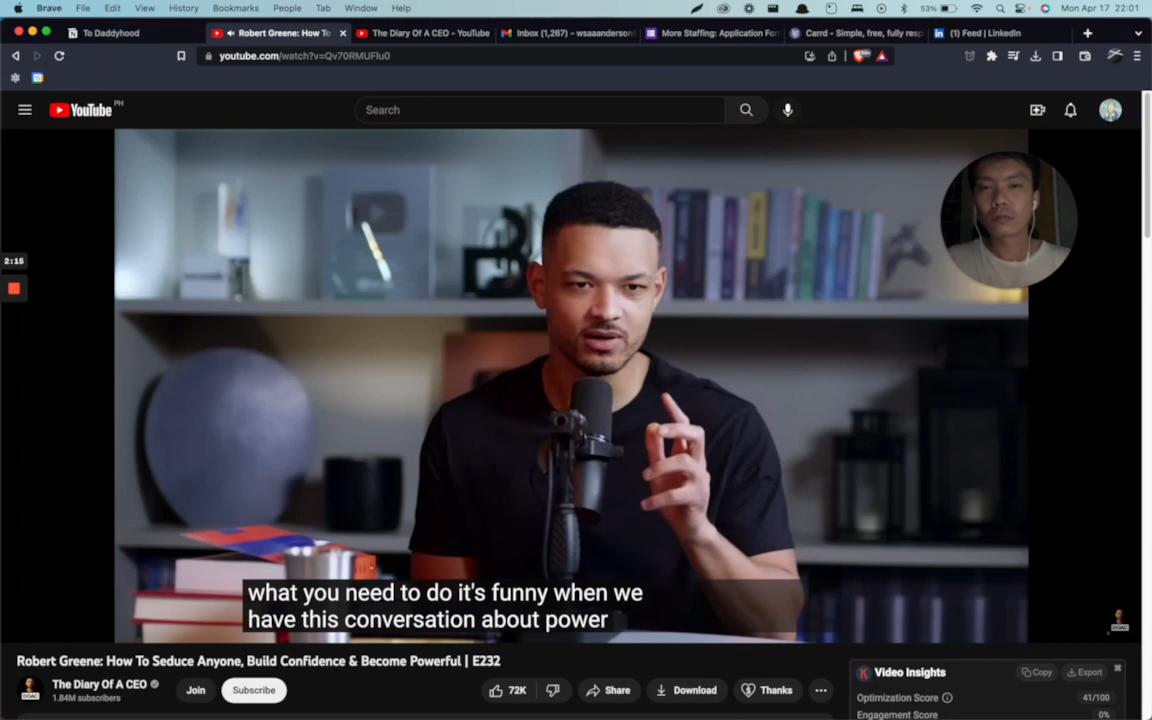 Brave File Edit View History Bookmarks People Tab Window Help 53% Mon Apr 17 22:01
To Daddyhood Robert Greene: How To The Diary Of A CEO - YouTube Inbox (1,267) - wsaaanderson More Staffing: Application For Carrd - Simple, free, fully resp (1) Feed | LinkedIn
youtube.com/watch?v=Qv70RMUFlu0
YouTube PH Search
2:15
what you need to do it's funny when we
have this conversation about power
DOAC
Robert Greene: How To Seduce Anyone, Build Confidence & Become Powerful | E232
Video Insights Copy Export
The Diary Of A CEO
1.84M subscribers
Join Subscribe 72K Share Download Thanks
Optimization Score 41/100
Engagement Score 0%